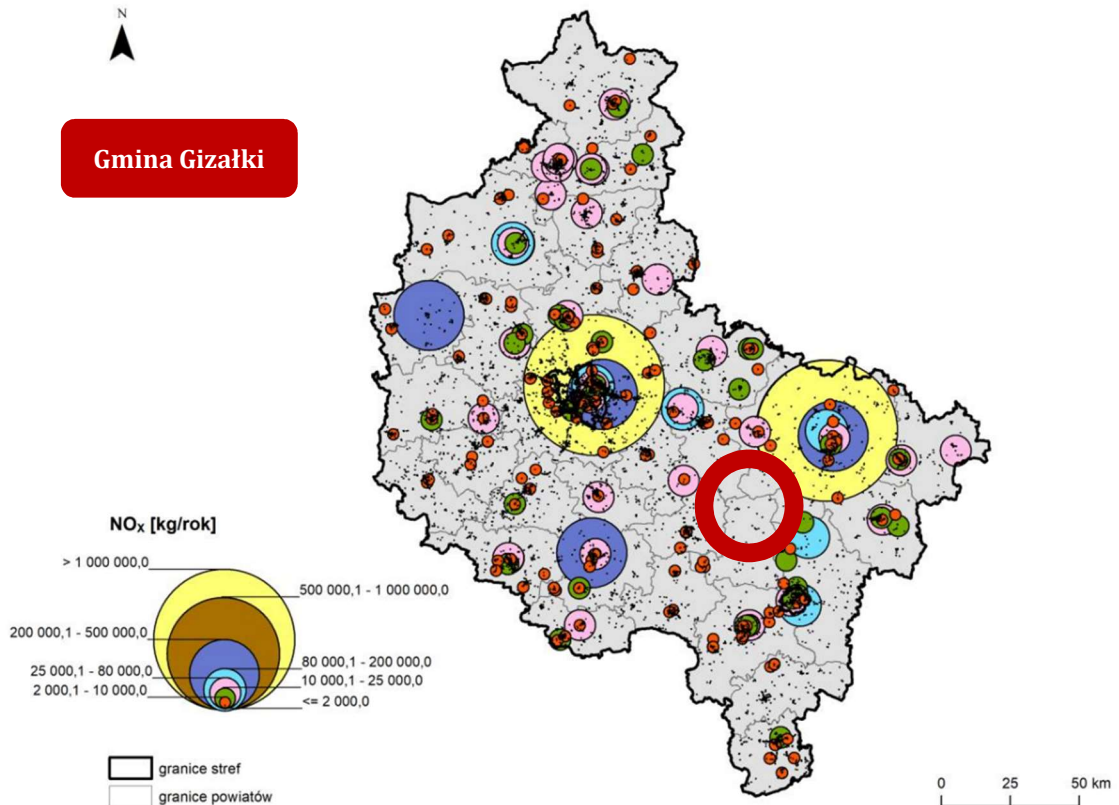 N
Gmina Gizałki
NOx [kg/rok]
> 1 000 000,0
500 000,1 - 1 000 000,0
200 000,1 - 500 000,0
80 000,1 - 200 000,0
25 000,1 - 80 000,0
10 000,1 - 25 000,0
2 000,1 - 10 000,0
<= 2 000,0
granice stref
granice powiatów
0 25 50 km